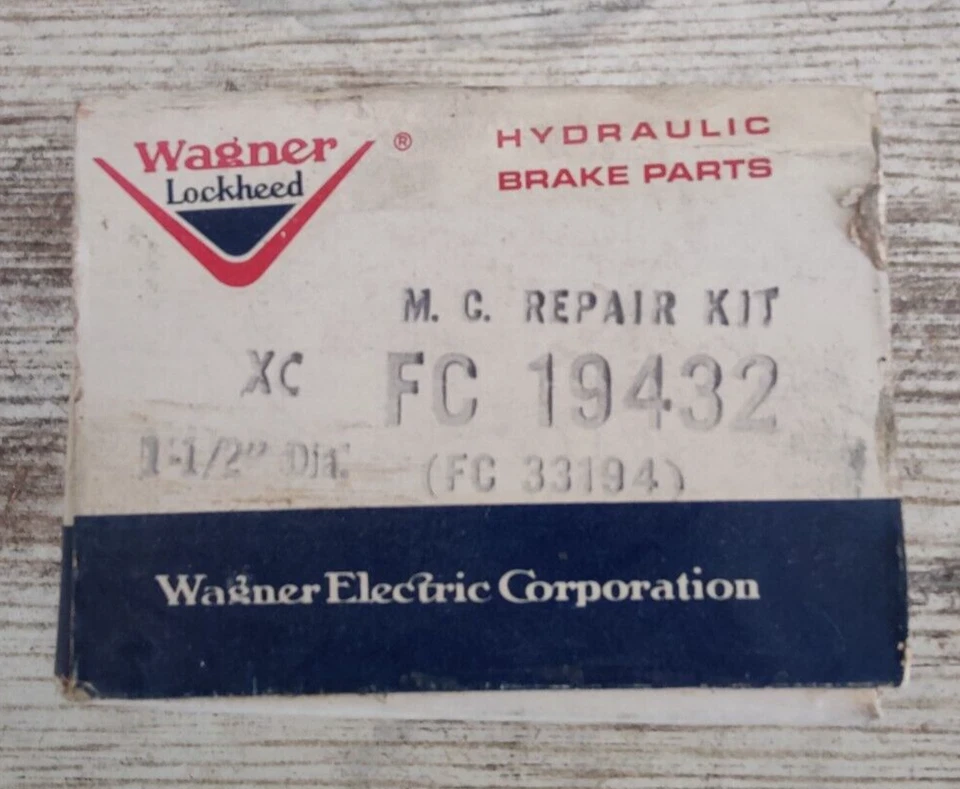 Wagner ®
Lockheed
HYDRAULIC
BRAKE PARTS
M. C. REPAIR KIT
XC FC 19432
1-1/2" DIA. (FC 33194)
Wagner Electric Corporation